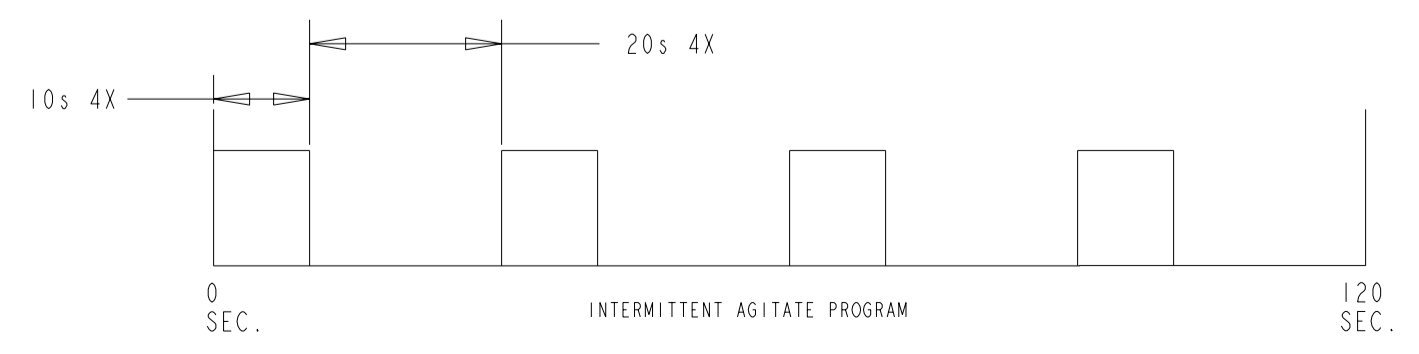 20s 4X
10s 4X
0
SEC.
INTERMITTENT AGITATE PROGRAM
120
SEC.